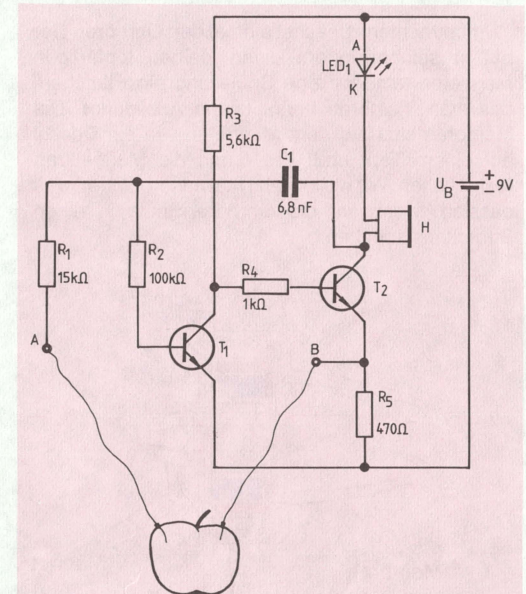 A
LED1
K
R3
5,6kΩ
C1
6,8 nF
UB
+
− 9V
H
R1
15kΩ
R2
100kΩ
R4
1kΩ
T2
A
T1
B
R5
470Ω